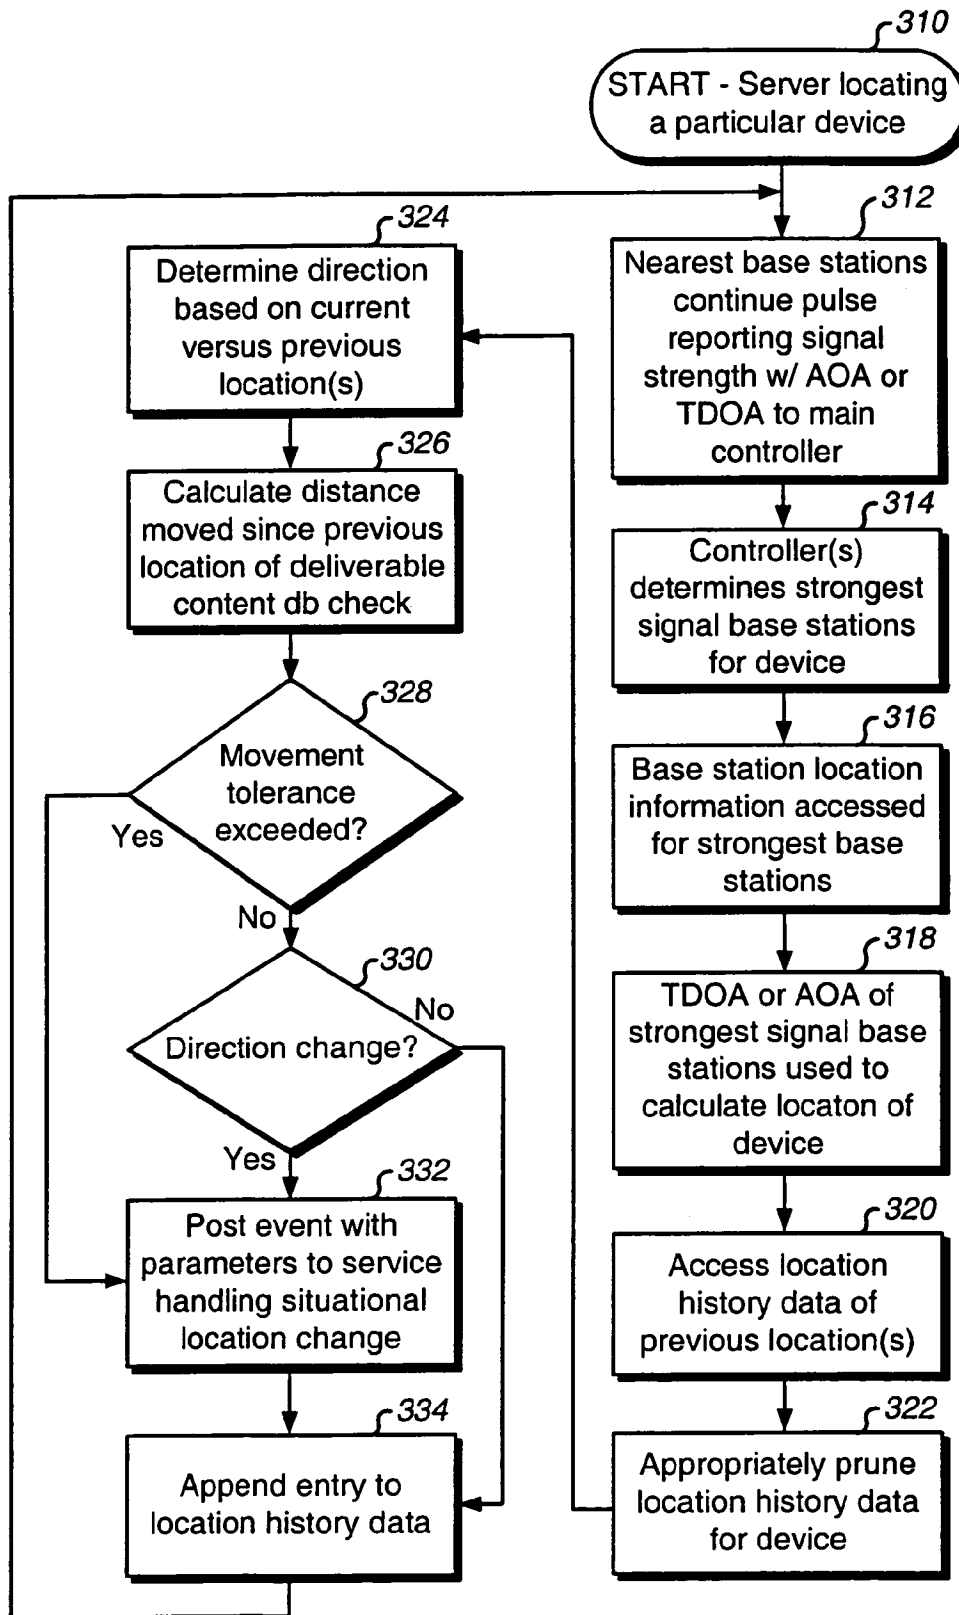 310
START - Server locating
a particular device
312
Nearest base stations
continue pulse
reporting signal
strength w/ AOA or
TDOA to main
controller
314
Controller(s)
determines strongest
signal base stations
for device
316
Base station location
information accessed
for strongest base
stations
318
TDOA or AOA of
strongest signal base
stations used to
calculate locaton of
device
320
Access location
history data of
previous location(s)
322
Appropriately prune
location history data
for device
324
Determine direction
based on current
versus previous
location(s)
326
Calculate distance
moved since previous
location of deliverable
content db check
328
Movement
tolerance
exceeded?
Yes
No
330
Direction change?
No
Yes
332
Post event with
parameters to service
handling situational
location change
334
Append entry to
location history data